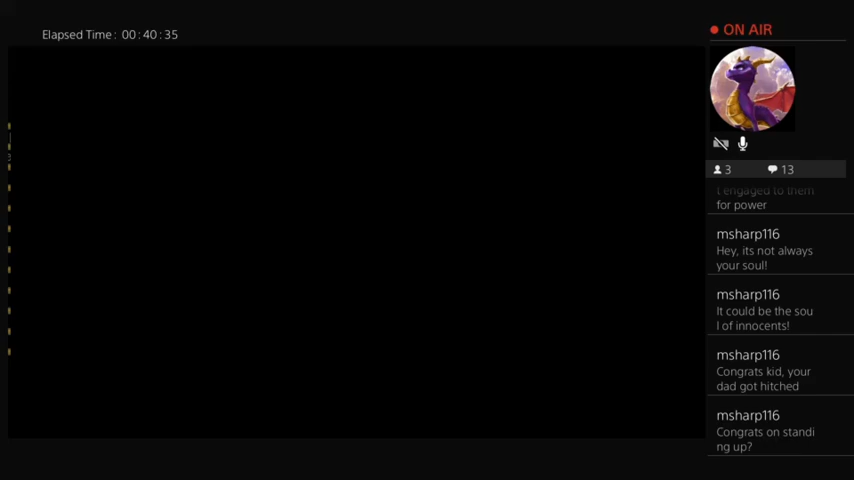 Elapsed Time: 00:40:35
ON AIR
3 13
t engaged to them
for power
msharp116
Hey, its not always
your soul!
msharp116
It could be the sou
l of innocents!
msharp116
Congrats kid, your
dad got hitched
msharp116
Congrats on standi
ng up?